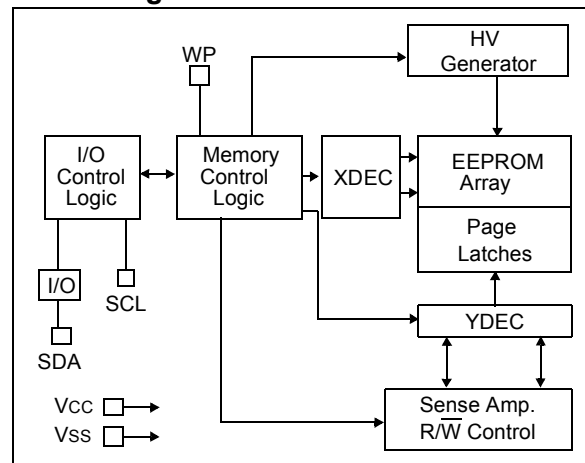 HV
Generator
WP
I/O
Control
Logic
Memory
Control
Logic
XDEC
EEPROM
Array
Page
Latches
I/O
SCL
SDA
YDEC
VCC
VSS
Sense Amp.
R/W̅ Control